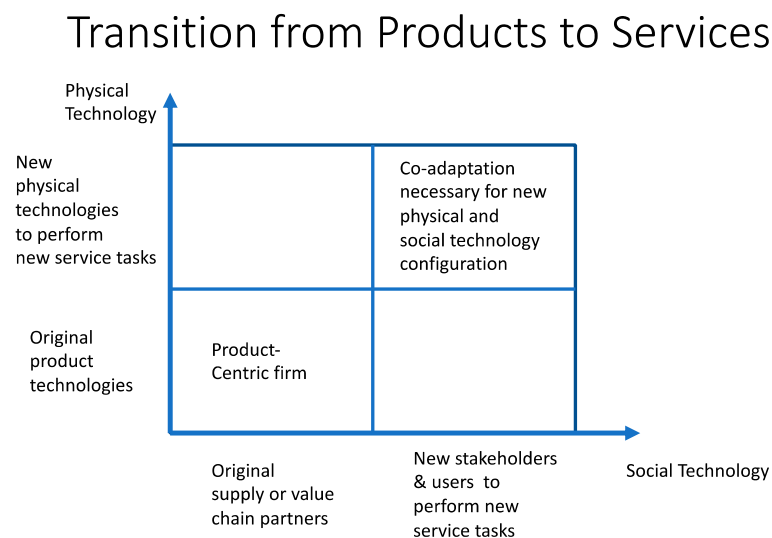 Transition from Products to Services
Physical
Technology
New
physical
technologies
to perform
new service tasks
Co-adaptation
necessary for new
physical and
social technology
configuration
Original
product
technologies
Product-
Centric firm
Original
supply or value
chain partners
New stakeholders
& users to
perform new
service tasks
Social Technology